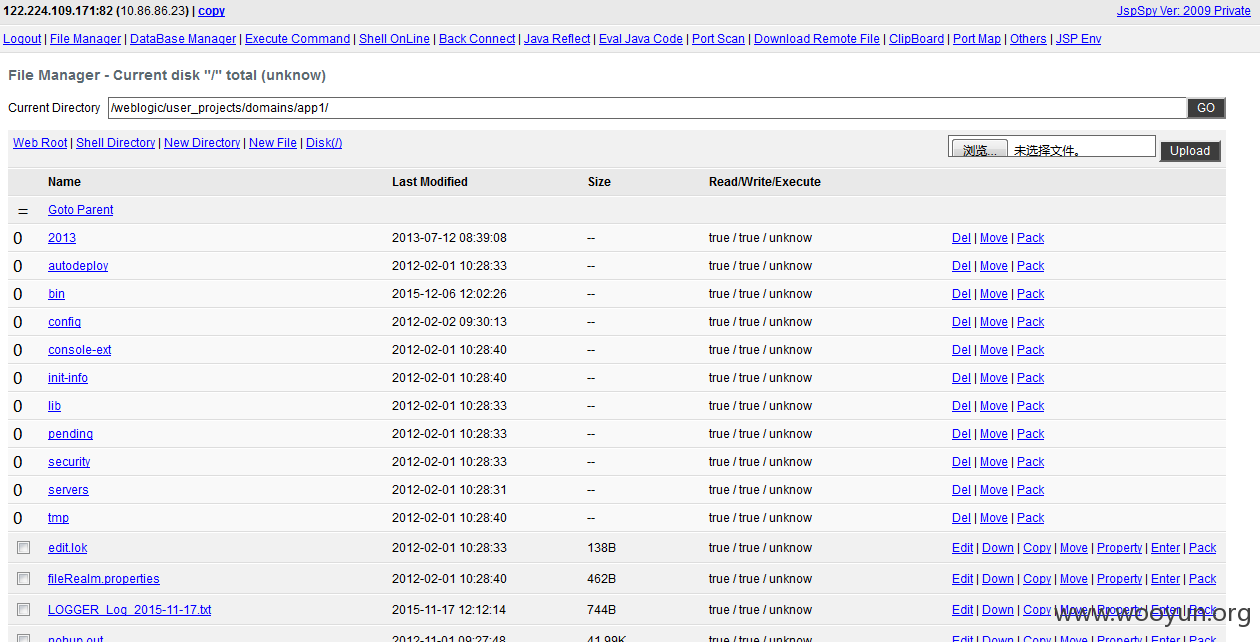 122.224.109.171:82 (10.86.86.23) | copy JspSpy Ver: 2009 Private
Logout | File Manager | DataBase Manager | Execute Command | Shell OnLine | Back Connect | Java Reflect | Eval Java Code | Port Scan | Download Remote File | ClipBoard | Port Map | Others | JSP Env
File Manager - Current disk "/" total (unknow)
Current Directory /weblogic/user_projects/domains/app1/ GO
Web Root | Shell Directory | New Directory | New File | Disk(/) 浏览... 未选择文件。 Upload
Name Last Modified Size Read/Write/Execute
= Goto Parent
0 2013 2013-07-12 08:39:08 -- true / true / unknow Del | Move | Pack
0 autodeploy 2012-02-01 10:28:33 -- true / true / unknow Del | Move | Pack
0 bin 2015-12-06 12:02:26 -- true / true / unknow Del | Move | Pack
0 config 2012-02-02 09:30:13 -- true / true / unknow Del | Move | Pack
0 console-ext 2012-02-01 10:28:40 -- true / true / unknow Del | Move | Pack
0 init-info 2012-02-01 10:28:40 -- true / true / unknow Del | Move | Pack
0 lib 2012-02-01 10:28:33 -- true / true / unknow Del | Move | Pack
0 pending 2012-02-01 10:28:33 -- true / true / unknow Del | Move | Pack
0 security 2012-02-01 10:28:33 -- true / true / unknow Del | Move | Pack
0 servers 2012-02-01 10:28:31 -- true / true / unknow Del | Move | Pack
0 tmp 2012-02-01 10:28:40 -- true / true / unknow Del | Move | Pack
edit.lok 2012-02-01 10:28:33 138B true / true / unknow Edit | Down | Copy | Move | Property | Enter | Pack
fileRealm.properties 2012-02-01 10:28:40 462B true / true / unknow Edit | Down | Copy | Move | Property | Enter | Pack
LOGGER_Log_2015-11-17.txt 2015-11-17 12:12:14 744B true / true / unknow Edit | Down | Copy | Move | Property | Enter | Pack
www.wooyun.org
nohup.out 2012-11-01 09:27:48 41.99K true / true / unknow Edit | Down | Copy | Move | Property | Enter | Pack